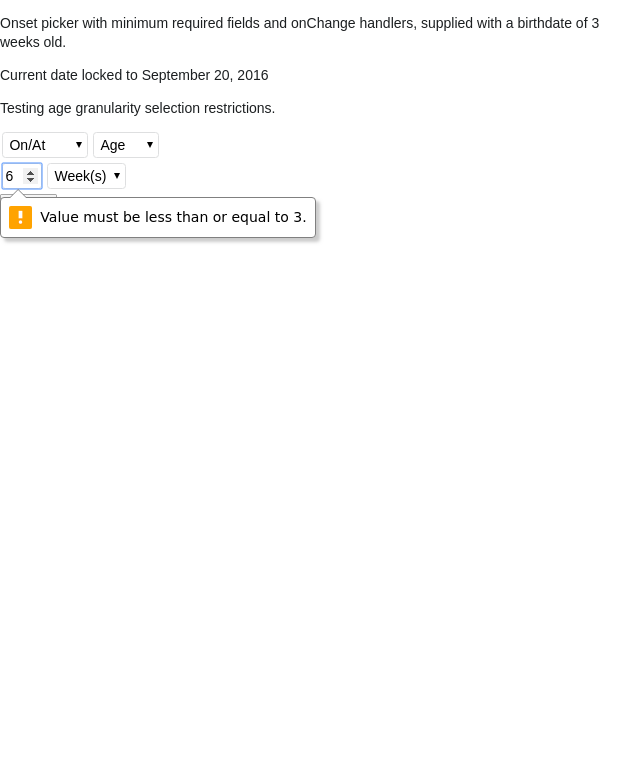 Onset picker with minimum required fields and onChange handlers, supplied with a birthdate of 3
weeks old.
Current date locked to September 20, 2016
Testing age granularity selection restrictions.
On/At Age
6 Week(s)
Value must be less than or equal to 3.